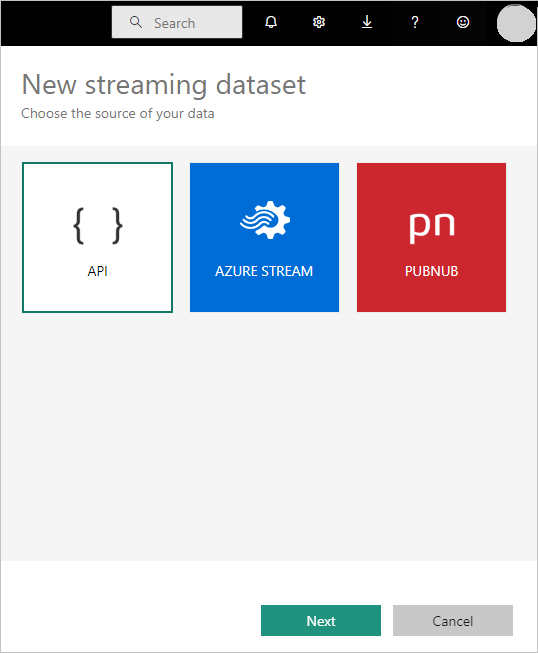 Search
?
New streaming dataset
Choose the source of your data
{ }
API
AZURE STREAM
pn
PUBNUB
Next
Cancel